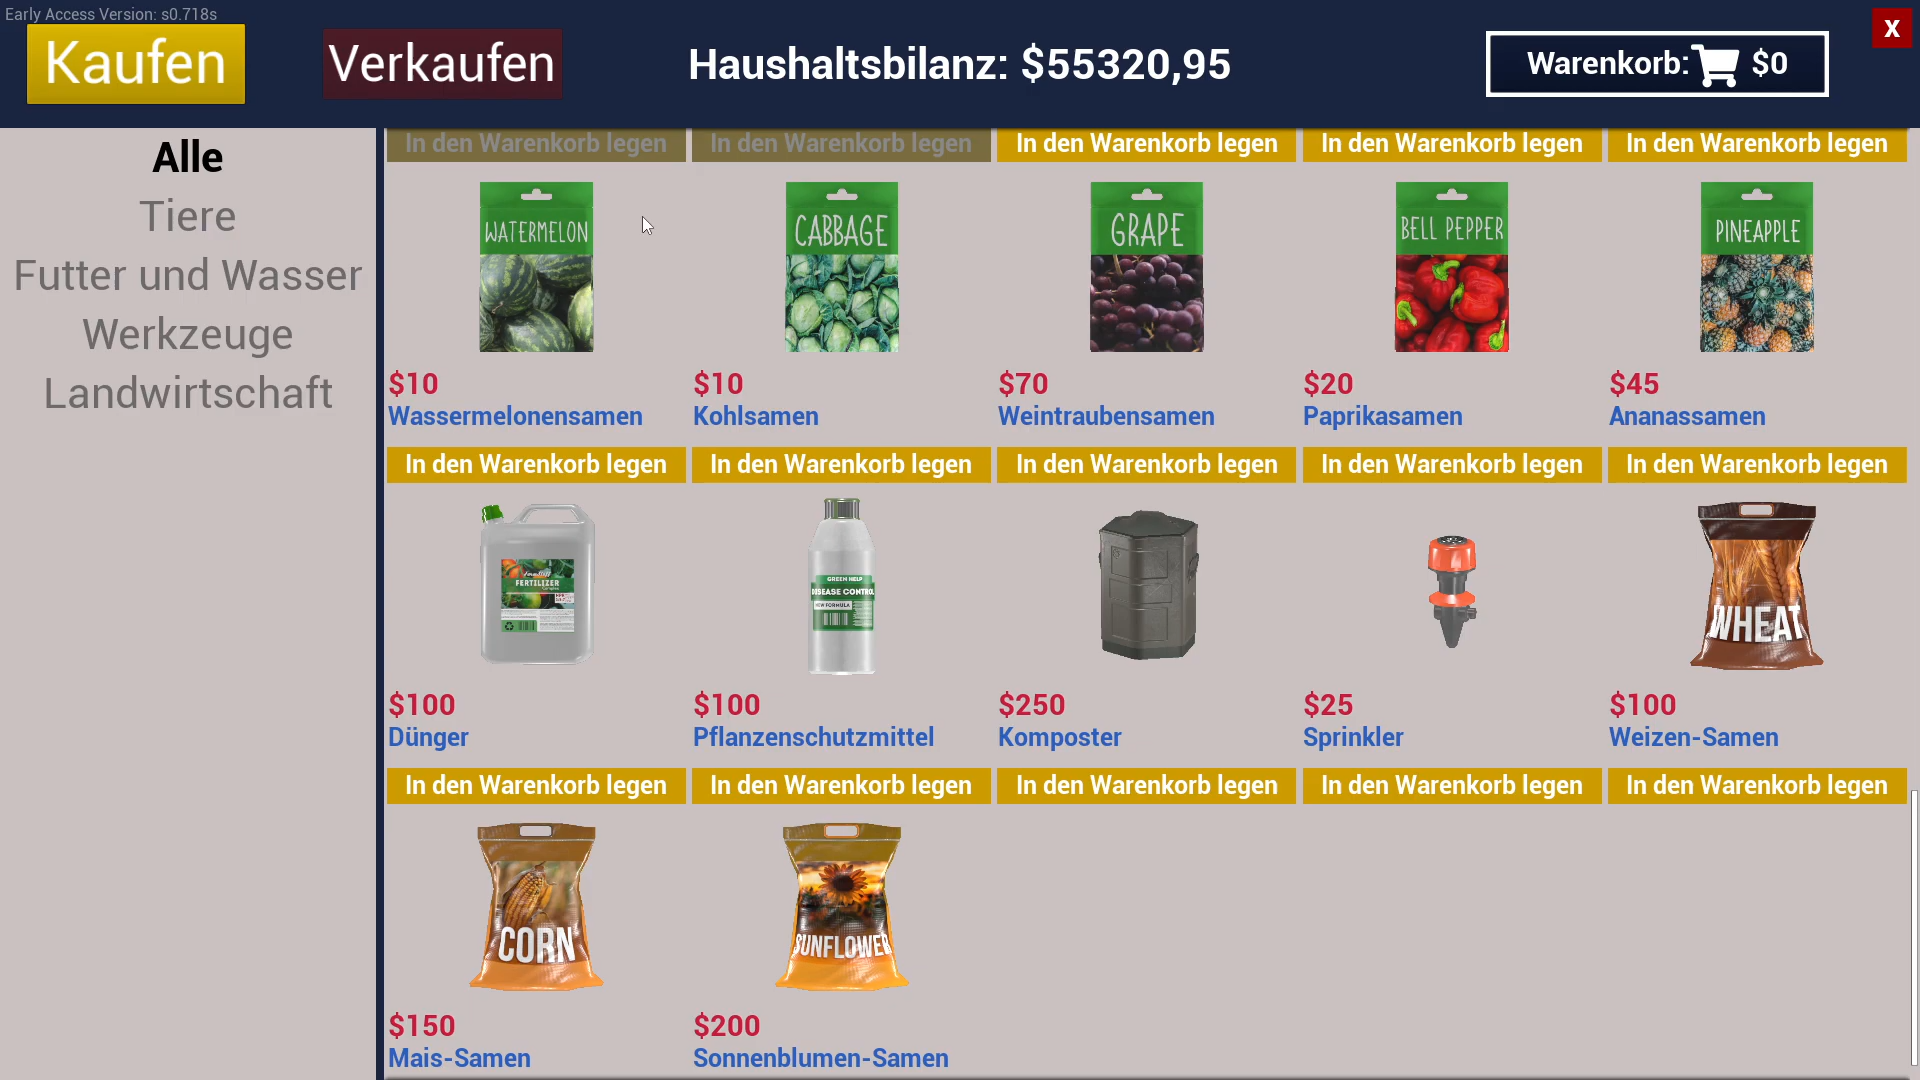 Early Access Version: s0.718s
Kaufen
Verkaufen
Haushaltsbilanz: $55320,95
Warenkorb: $0
X
Alle
Tiere
Futter und Wasser
Werkzeuge
Landwirtschaft
In den Warenkorb legen
In den Warenkorb legen
In den Warenkorb legen
In den Warenkorb legen
In den Warenkorb legen
WATERMELON
CABBAGE
GRAPE
BELL PEPPER
PINEAPPLE
$10
$10
$70
$20
$45
Wassermelonensamen
Kohlsamen
Weintraubensamen
Paprikasamen
Ananassamen
In den Warenkorb legen
In den Warenkorb legen
In den Warenkorb legen
In den Warenkorb legen
In den Warenkorb legen
FERTILIZER
GREEN HELP
DISEASE CONTROL
NEW FORMULA
WHEAT
$100
$100
$250
$25
$100
Dünger
Pflanzenschutzmittel
Komposter
Sprinkler
Weizen-Samen
In den Warenkorb legen
In den Warenkorb legen
In den Warenkorb legen
In den Warenkorb legen
In den Warenkorb legen
CORN
SUNFLOWER
$150
$200
Mais-Samen
Sonnenblumen-Samen